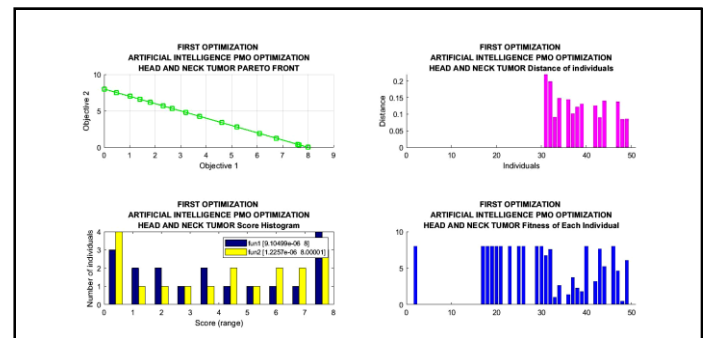 FIRST OPTIMIZATION
ARTIFICIAL INTELLIGENCE PMO OPTIMIZATION
HEAD AND NECK TUMOR PARETO FRONT
10
5
0
Objective 2
0 1 2 3 4 5 6 7 8 9
Objective 1
FIRST OPTIMIZATION
ARTIFICIAL INTELLIGENCE PMO OPTIMIZATION
HEAD AND NECK TUMOR Distance of individuals
0.2
0.15
0.1
0.05
0
Distance
0 10 20 30 40 50
Individuals
FIRST OPTIMIZATION
ARTIFICIAL INTELLIGENCE PMO OPTIMIZATION
HEAD AND NECK TUMOR Score Histogram
4
3
2
1
0
Number of individuals
fun1 [9.10499e-06 8]
fun2 [1.2257e-06 8.00001]
0 1 2 3 4 5 6 7 8
Score (range)
FIRST OPTIMIZATION
ARTIFICIAL INTELLIGENCE PMO OPTIMIZATION
HEAD AND NECK TUMOR Fitness of Each Individual
10
5
0
0 10 20 30 40 50